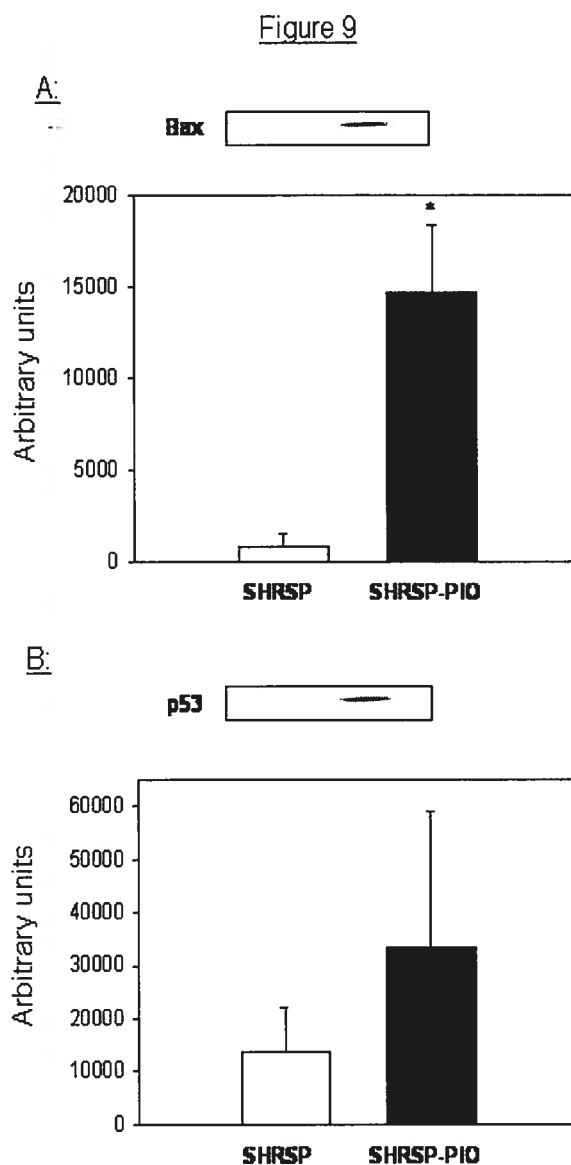 Figure 9
A:
Bax
20000
*
15000
10000
5000
0
Arbitrary units
SHRSP
SHRSP-PIO
B:
p53
60000
50000
40000
30000
20000
10000
0
Arbitrary units
SHRSP
SHRSP-PIO